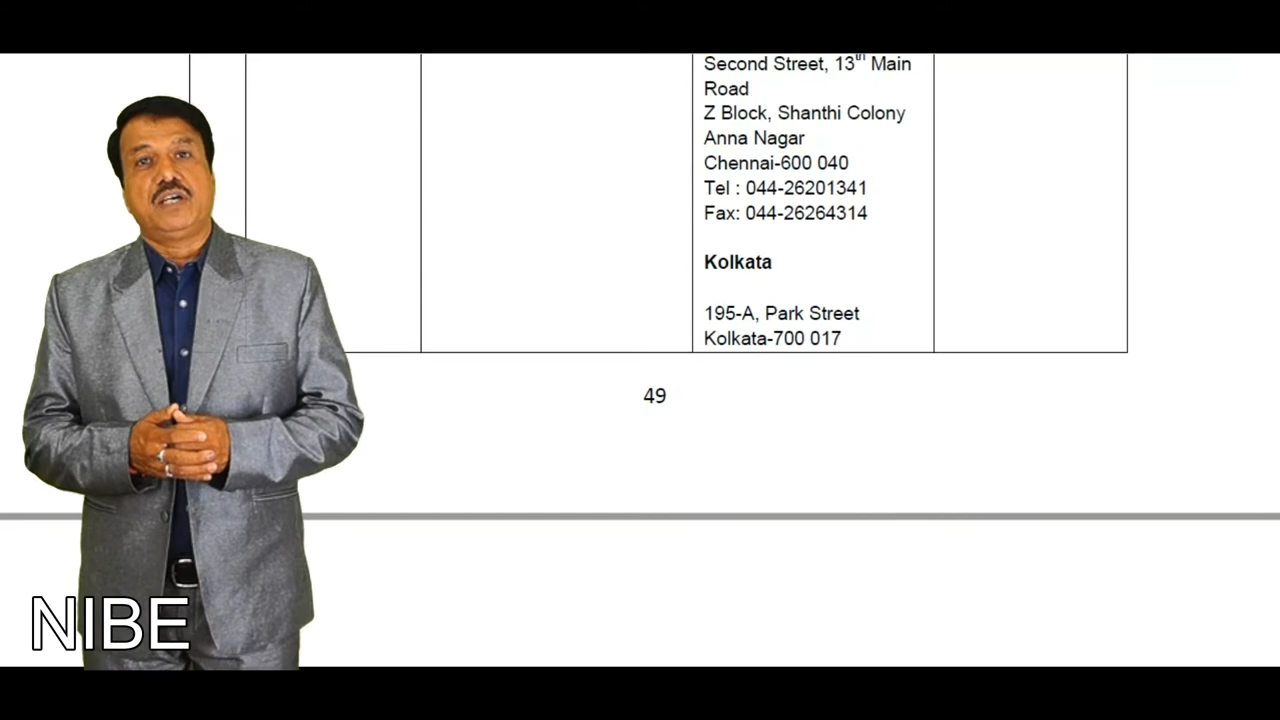 Second Street, 13th Main
Road
Z Block, Shanthi Colony
Anna Nagar
Chennai-600 040
Tel : 044-26201341
Fax: 044-26264314
Kolkata
195-A, Park Street
Kolkata-700 017
49
NIBE